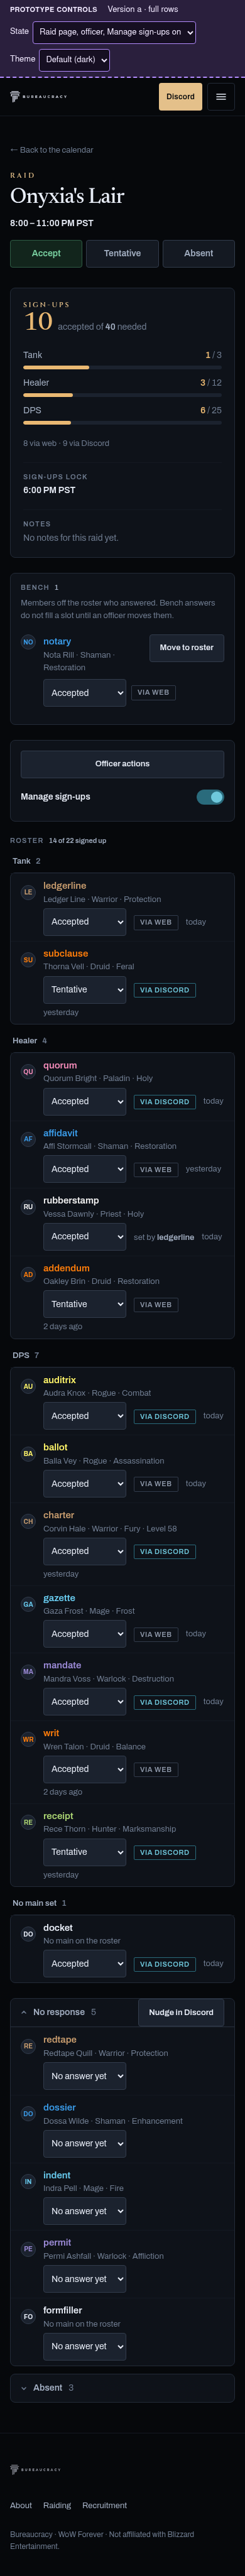 PROTOTYPE CONTROLS Version a · full rows
State Raid page, officer, Manage sign-ups on
Theme Default (dark)
BUREAUCRACY Discord
← Back to the calendar
RAID
Onyxia's Lair
8:00 – 11:00 PM PST
Accept Tentative Absent
SIGN-UPS
10 accepted of 40 needed
Tank 1 / 3
Healer 3 / 12
DPS 6 / 25
8 via web · 9 via Discord
SIGN-UPS LOCK
6:00 PM PST
NOTES
No notes for this raid yet.
BENCH 1
Members off the roster who answered. Bench answers
do not fill a slot until an officer moves them.
NO notary Move to roster
Nota Rill · Shaman ·
Restoration
Accepted VIA WEB
Officer actions
Manage sign-ups
ROSTER 14 of 22 signed up
Tank 2
LE ledgerline
Ledger Line · Warrior · Protection
Accepted VIA WEB today
SU subclause
Thorna Vell · Druid · Feral
Tentative VIA DISCORD
yesterday
Healer 4
QU quorum
Quorum Bright · Paladin · Holy
Accepted VIA DISCORD today
AF affidavit
Affi Stormcall · Shaman · Restoration
Accepted VIA WEB yesterday
RU rubberstamp
Vessa Dawnly · Priest · Holy
Accepted set by ledgerline today
AD addendum
Oakley Brin · Druid · Restoration
Tentative VIA WEB
2 days ago
DPS 7
AU auditrix
Audra Knox · Rogue · Combat
Accepted VIA DISCORD today
BA ballot
Balla Vey · Rogue · Assassination
Accepted VIA WEB today
CH charter
Corvin Hale · Warrior · Fury · Level 58
Accepted VIA DISCORD
yesterday
GA gazette
Gaza Frost · Mage · Frost
Accepted VIA WEB today
MA mandate
Mandra Voss · Warlock · Destruction
Accepted VIA DISCORD today
WR writ
Wren Talon · Druid · Balance
Accepted VIA WEB
2 days ago
RE receipt
Rece Thorn · Hunter · Marksmanship
Tentative VIA DISCORD
yesterday
No main set 1
DO docket
No main on the roster
Accepted VIA DISCORD today
No response 5 Nudge in Discord
RE redtape
Redtape Quill · Warrior · Protection
No answer yet
DO dossier
Dossa Wilde · Shaman · Enhancement
No answer yet
IN indent
Indra Pell · Mage · Fire
No answer yet
PE permit
Permi Ashfall · Warlock · Affliction
No answer yet
FO formfiller
No main on the roster
No answer yet
Absent 3
BUREAUCRACY
About Raiding Recruitment
Bureaucracy · WoW Forever · Not affiliated with Blizzard
Entertainment.